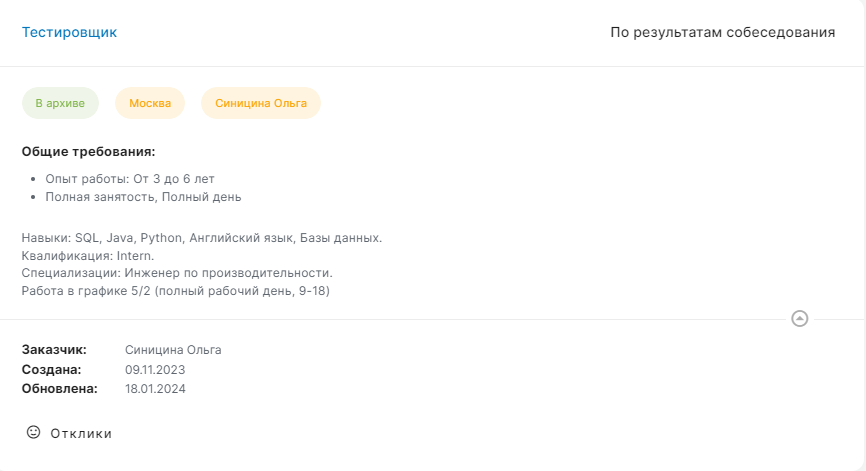 Тестировщик
По результатам собеседования
В архиве
Москва
Синицина Ольга
Общие требования:
Опыт работы: От 3 до 6 лет
Полная занятость, Полный день
Навыки: SQL, Java, Python, Английский язык, Базы данных.
Квалификация: Intern.
Специализации: Инженер по производительности.
Работа в графике 5/2 (полный рабочий день, 9-18)
Заказчик: Синицина Ольга
Создана: 09.11.2023
Обновлена: 18.01.2024
Отклики